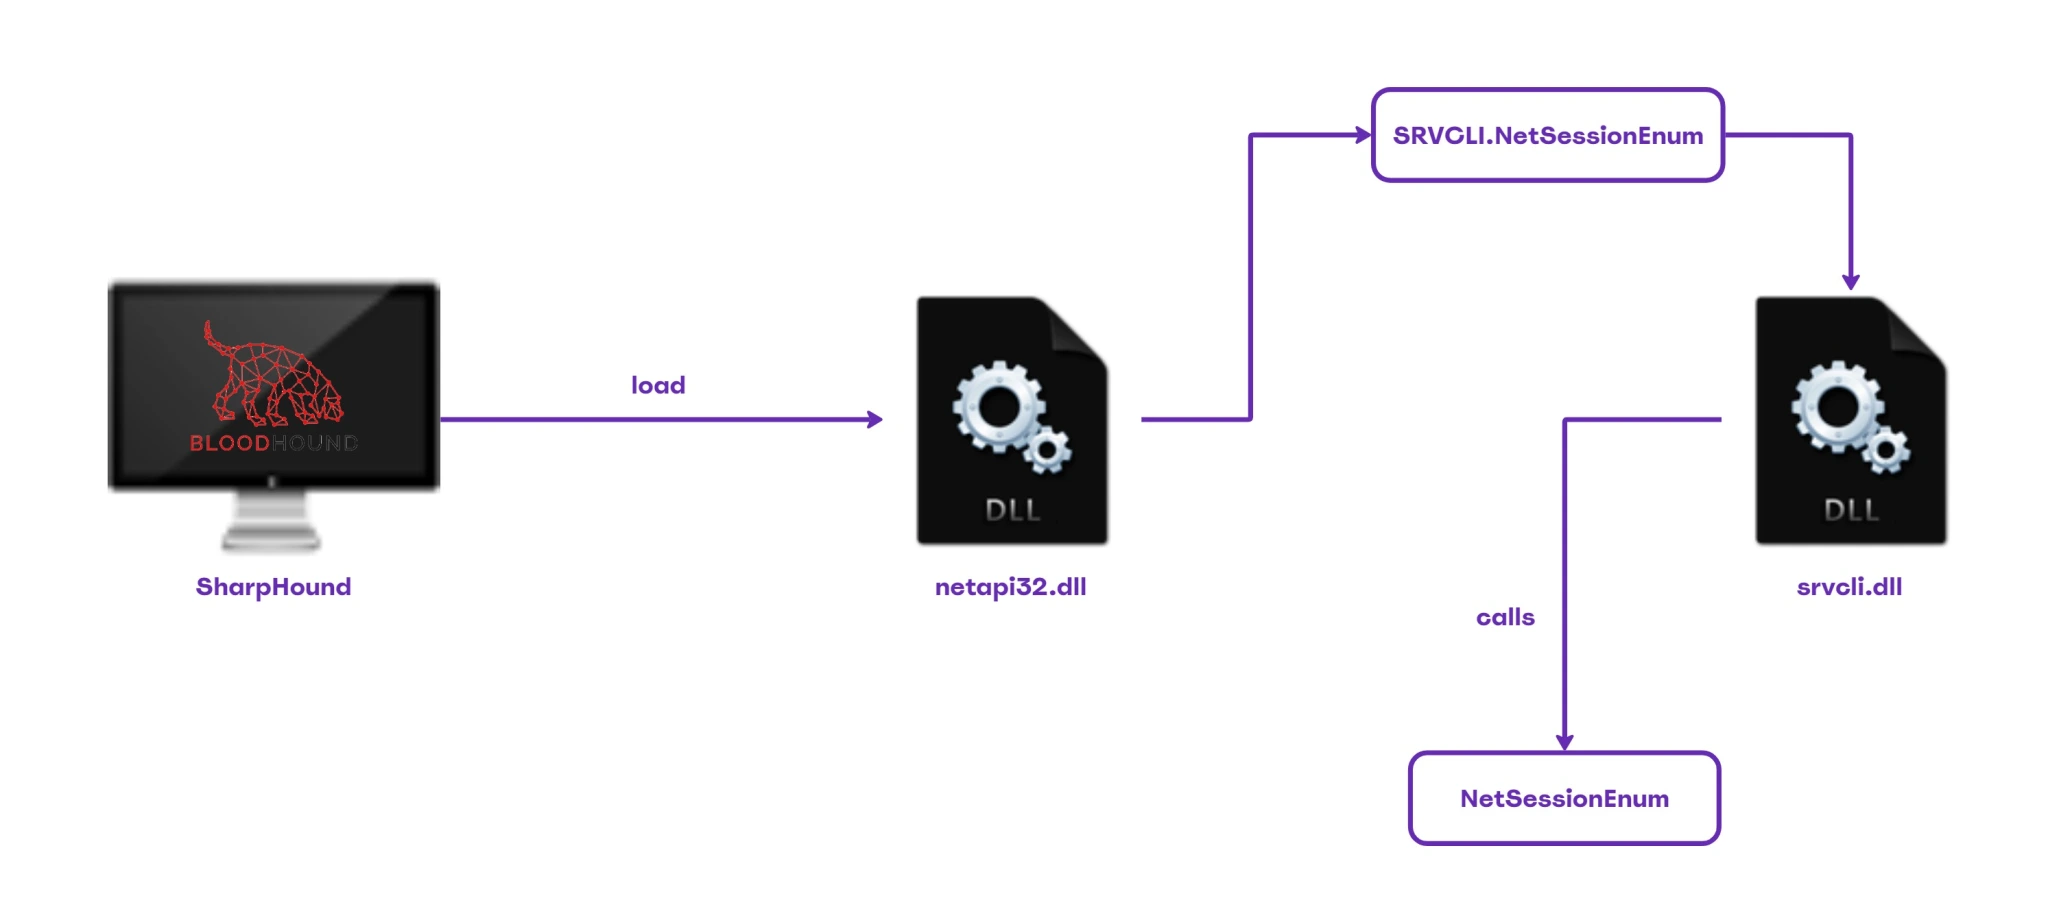 SRVCLI.NetSessionEnum
load
BLOODHOUND
DLL
DLL
SharpHound
netapi32.dll
srvcli.dll
calls
NetSessionEnum